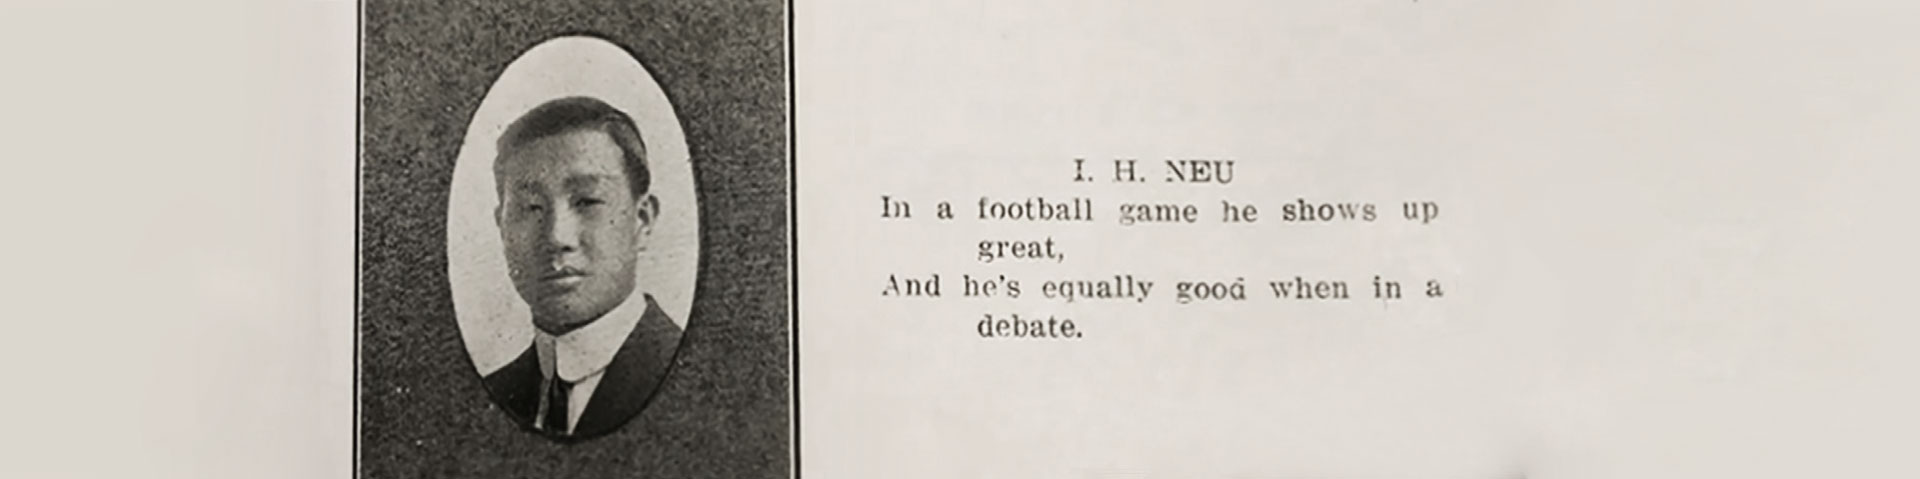 I. H. NEU
In a football game he shows up
great,
And he's equally good when in a
debate.